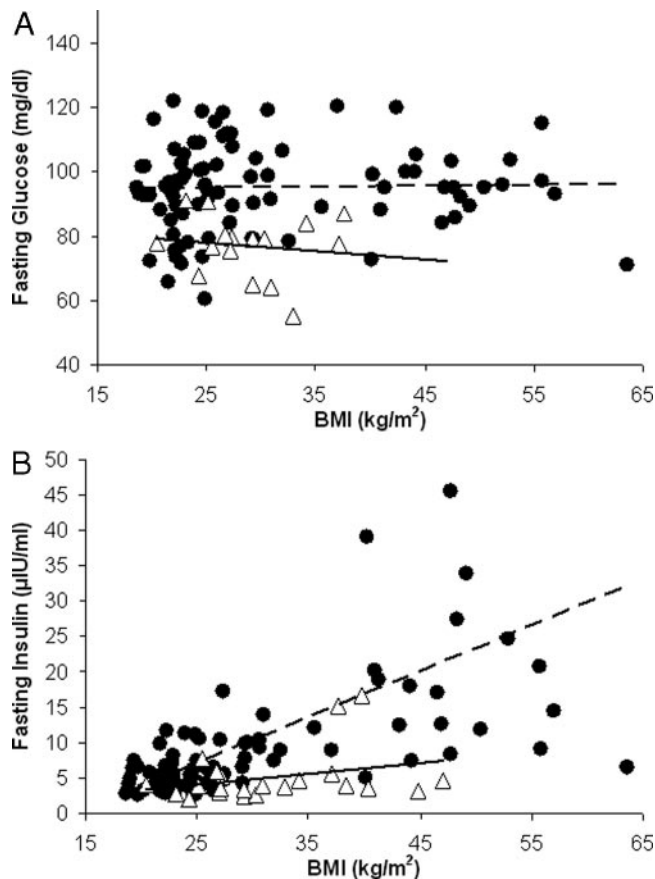 A
Fasting Glucose (mg/dl)
140
120
100
80
60
40
15 25 35 45 55 65
BMI (kg/m²)
B
Fasting Insulin (µIU/ml)
50
45
40
35
30
25
20
15
10
5
0
15 25 35 45 55 65
BMI (kg/m²)